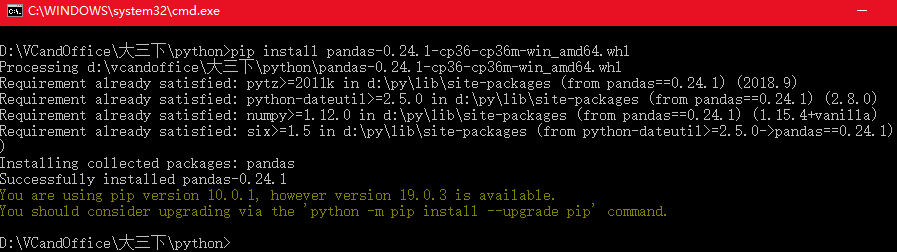 C:\WINDOWS\system32\cmd.exe
D:\VCandOffice\大三下\python>pip install pandas-0.24.1-cp36-cp36m-win_amd64.whl
Processing d:\vcandoffice\大三下\python\pandas-0.24.1-cp36-cp36m-win_amd64.whl
Requirement already satisfied: pytz>=2011k in d:\py\lib\site-packages (from pandas==0.24.1) (2018.9)
Requirement already satisfied: python-dateutil>=2.5.0 in d:\py\lib\site-packages (from pandas==0.24.1) (2.8.0)
Requirement already satisfied: numpy>=1.12.0 in d:\py\lib\site-packages (from pandas==0.24.1) (1.15.4+vanilla)
Requirement already satisfied: six>=1.5 in d:\py\lib\site-packages (from python-dateutil>=2.5.0->pandas==0.24.1)
)
Installing collected packages: pandas
Successfully installed pandas-0.24.1
You are using pip version 10.0.1, however version 19.0.3 is available.
You should consider upgrading via the 'python -m pip install --upgrade pip' command.
D:\VCandOffice\大三下\python>